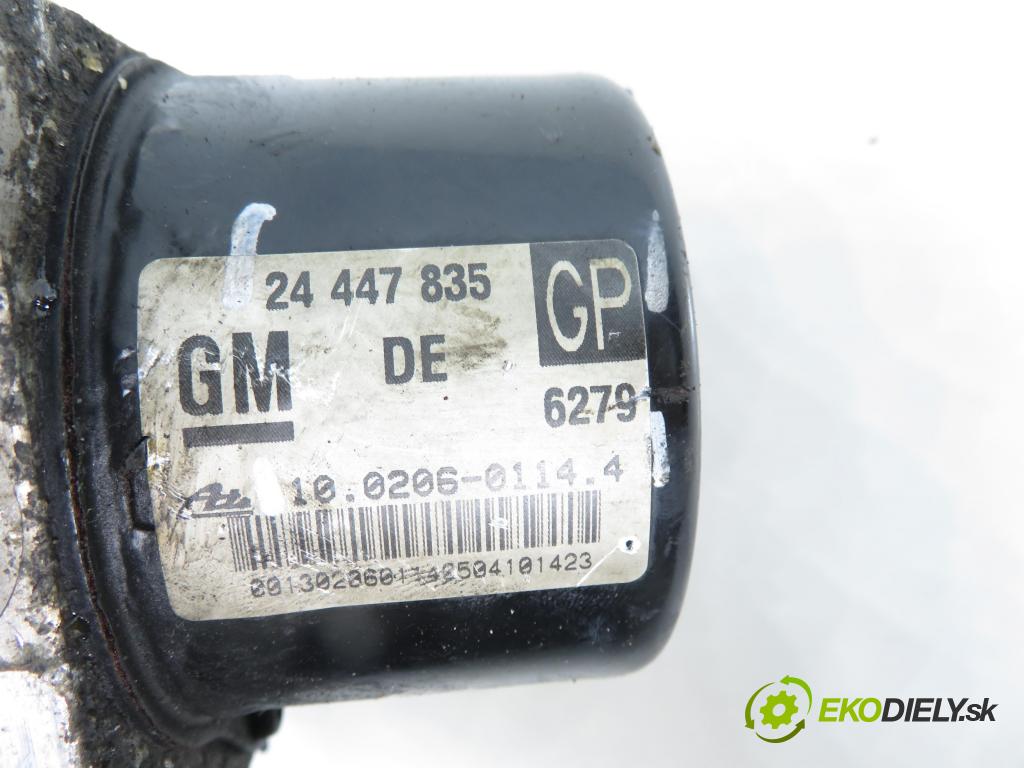 24 447 835
GP
GM DE
6279
10.0206-0114.4
EKODIELY.sk